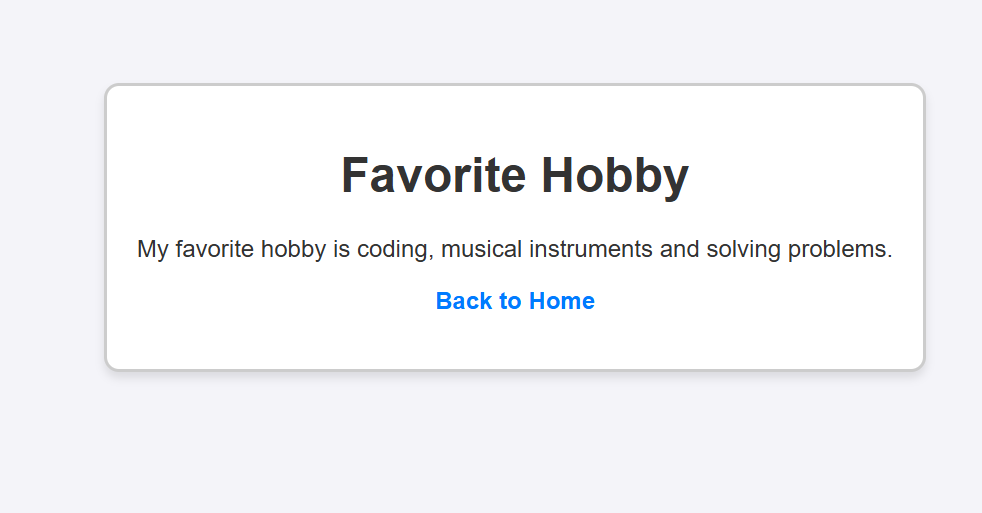 Favorite Hobby
My favorite hobby is coding, musical instruments and solving problems.
Back to Home